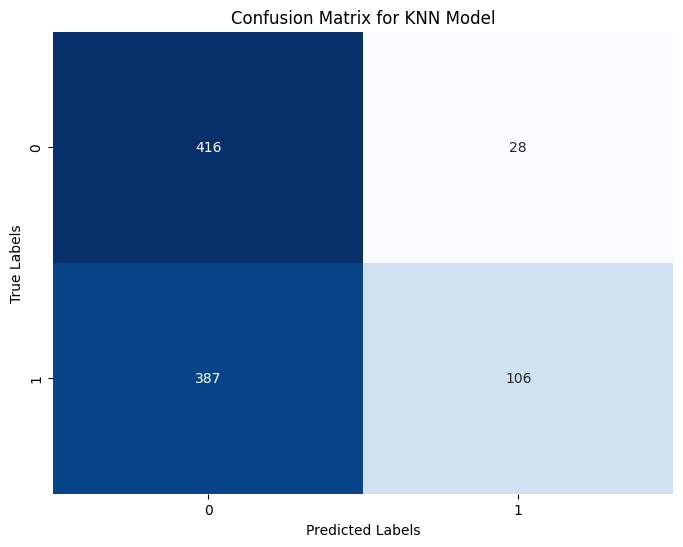 Confusion Matrix for KNN Model
True Labels
0
416
28
1
387
106
0
1
Predicted Labels